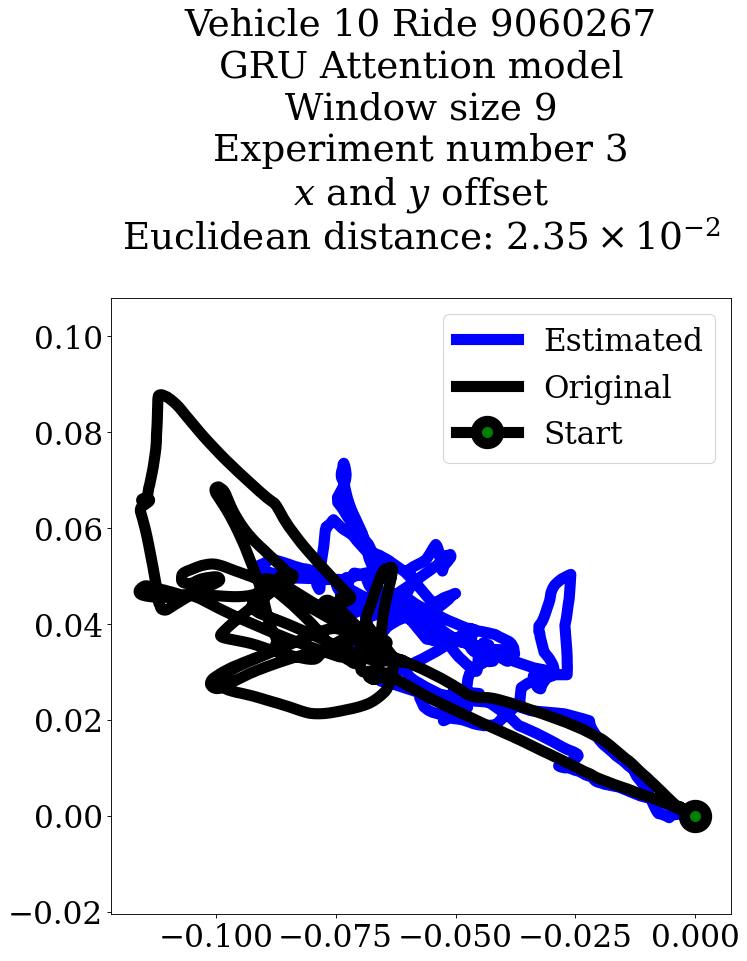 Vehicle 10 Ride 9060267
GRU Attention model
Window size 9
Experiment number 3
x and y offset
Euclidean distance: 2.35 × 10⁻²
Estimated
Original
Start
0.10
0.08
0.06
0.04
0.02
0.00
−0.02
−0.100 −0.075 −0.050 −0.025 0.000